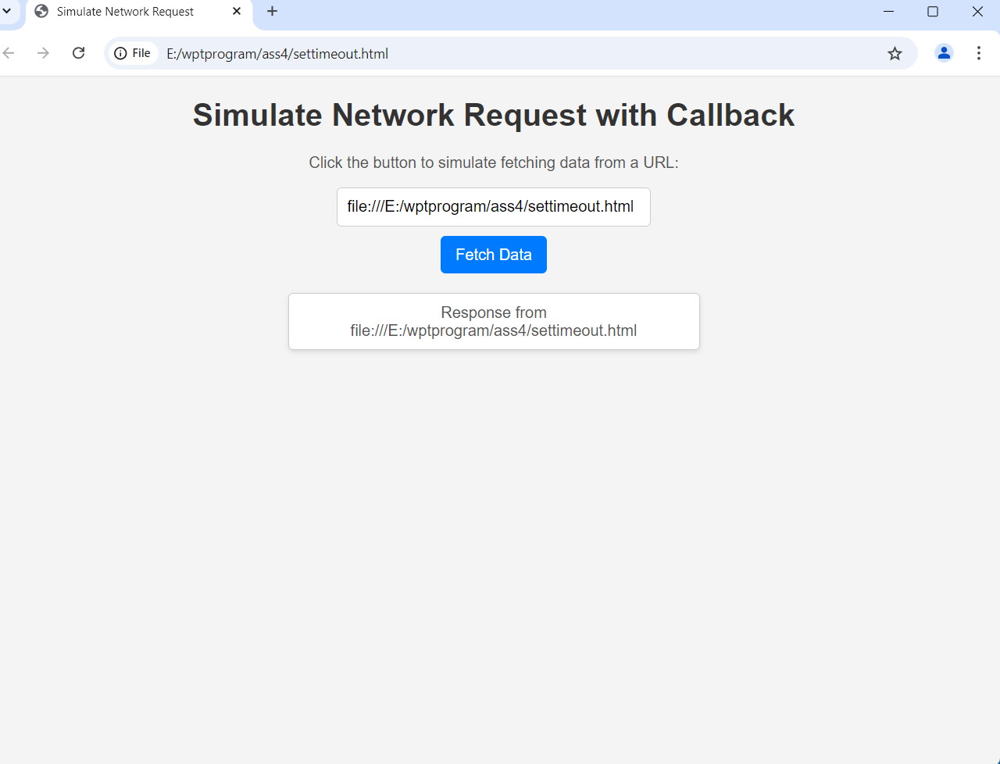 Simulate Network Request
File
E:/wptprogram/ass4/settimeout.html
Simulate Network Request with Callback
Click the button to simulate fetching data from a URL:
file:///E:/wptprogram/ass4/settimeout.html
Fetch Data
Response from
file:///E:/wptprogram/ass4/settimeout.html